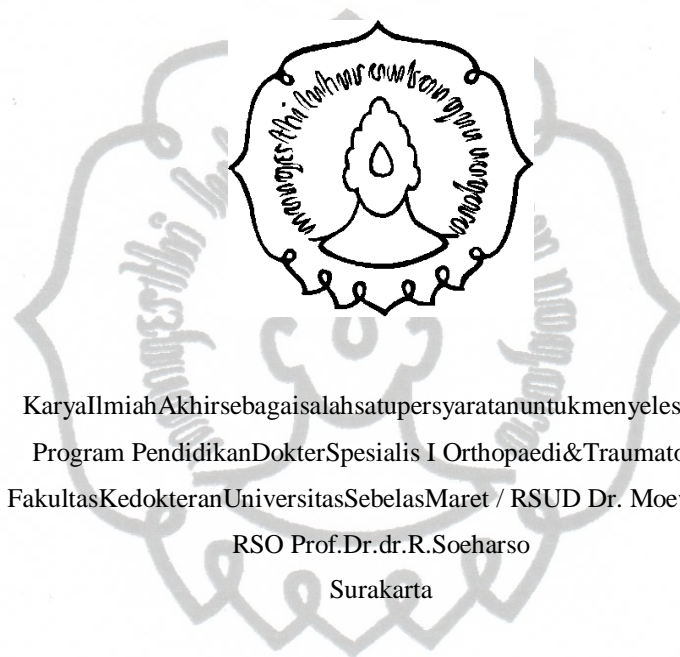 KaryaIlmiahAkhirsebagaisalahsatupersyaratanuntukmenyeles
Program PendidikanDokterSpesialis I Orthopaedi&Traumato
FakultasKedokteranUniversitasSebelasMaret / RSUD Dr. Moe
RSO Prof.Dr.dr.R.Soeharso
Surakarta